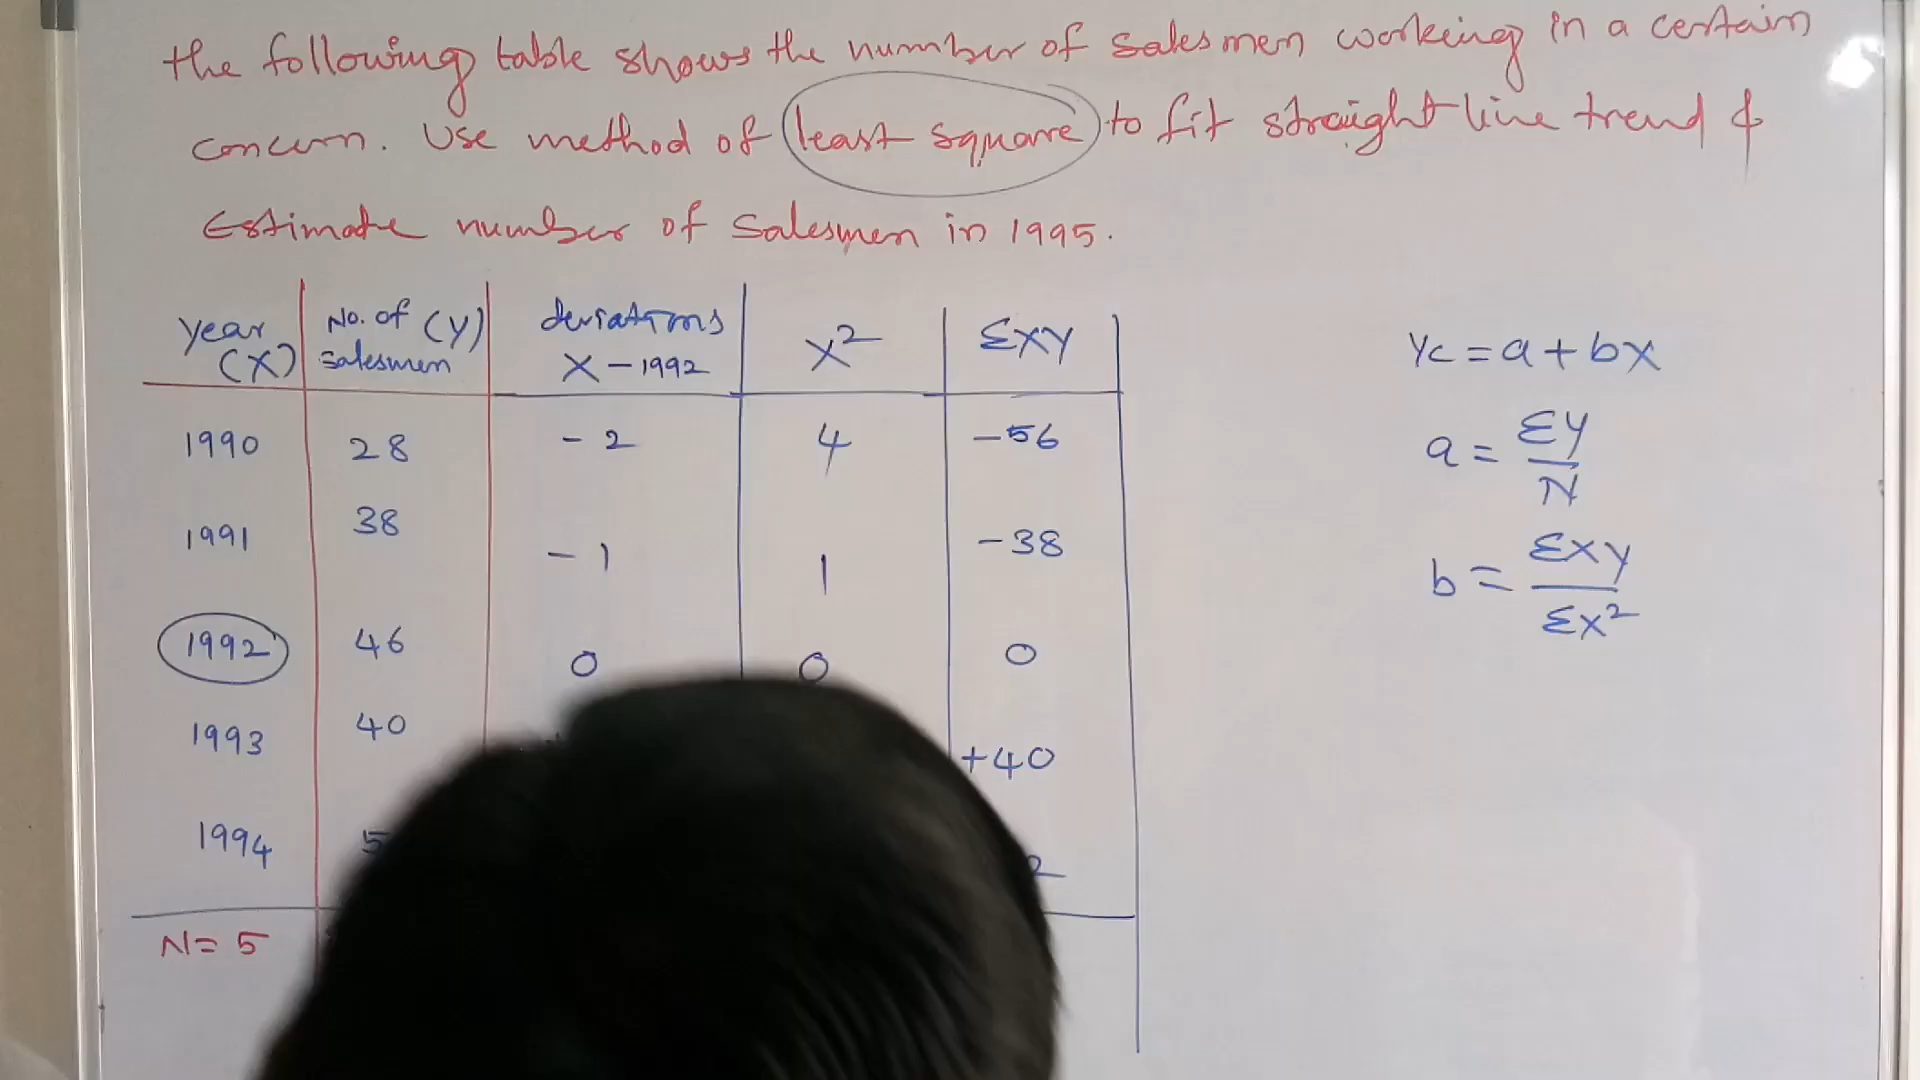 the following table shows the number of salesmen working in a certain
concern. Use method of least square to fit straight line trend &
Estimate number of salesmen in 1995.
Year (X) No. of (Y) salesmen deviations X - 1992 X² ΣXY
1990 28 -2 4 -56
1991 38 -1 1 -38
1992 46 0 0 0
1993 40 +40
1994 5 2
N = 5
Yc = a + bx
a = ΣY / N
b = ΣXY / ΣX²